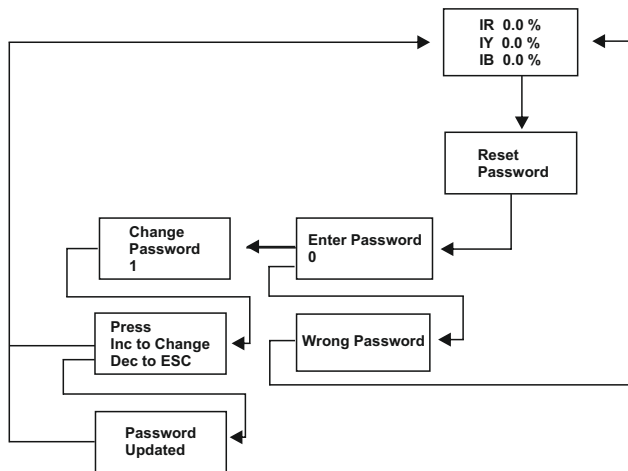 IR 0.0 %
IY 0.0 %
IB 0.0 %
Reset
Password
Change
Password
1
Enter Password
0
Press
Inc to Change
Dec to ESC
Wrong Password
Password
Updated